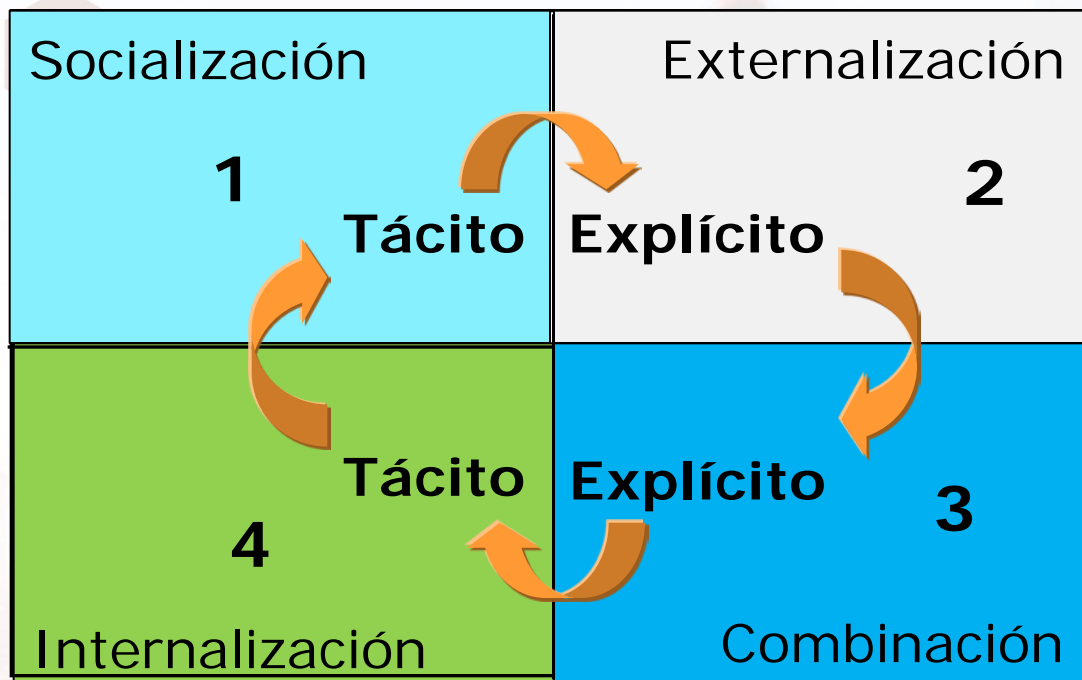 Socialización
Externalización
1
2
Tácito
Explícito
Tácito
Explícito
3
4
Combinación
Internalización